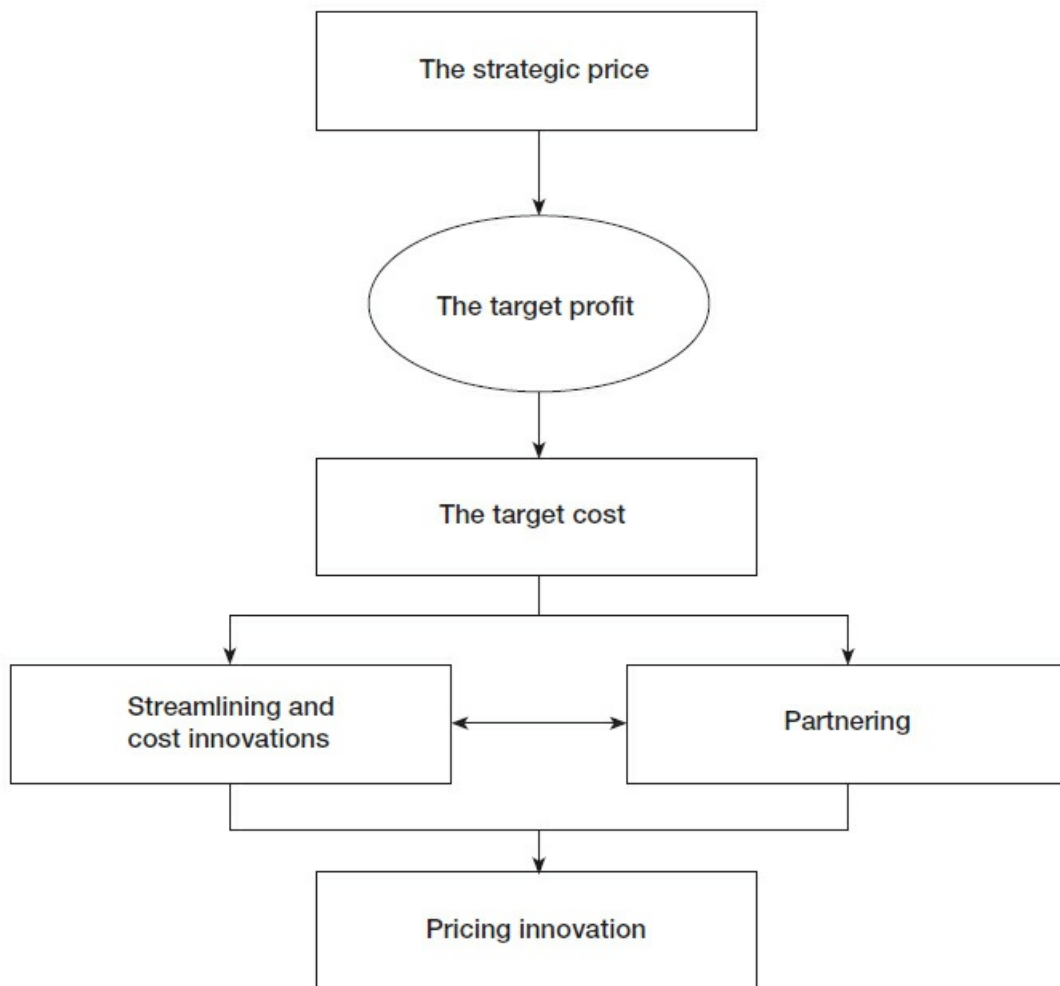 The strategic price
The target profit
The target cost
Streamlining and
cost innovations
Partnering
Pricing innovation